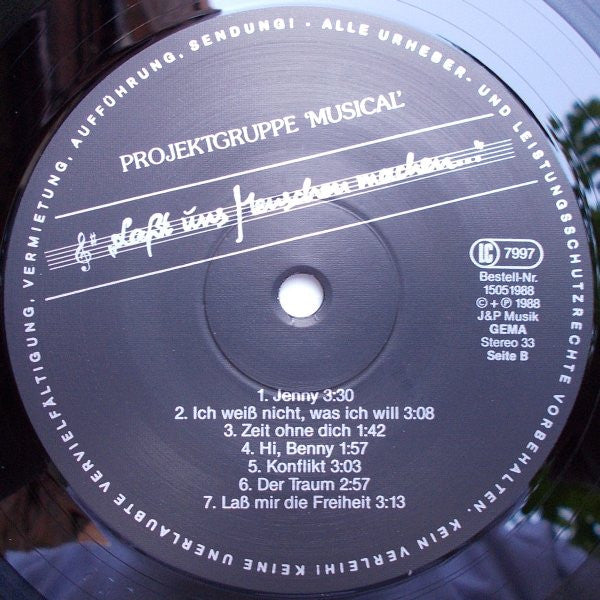 PROJEKTGRUPPE 'MUSICAL'
„Laßt uns Menschen machen..."
LC 7997
Bestell-Nr.
15051988
© + ℗ 1988
J&P Musik
GEMA
Stereo 33
Seite B
1. Jenny 3:30
2. Ich weiß nicht, was ich will 3:08
3. Zeit ohne dich 1:42
4. Hi, Benny 1:57
5. Konflikt 3:03
6. Der Traum 2:57
7. Laß mir die Freiheit 3:13
ALLE URHEBER- UND LEISTUNGSSCHUTZRECHTE VORBEHALTEN. KEIN VERLEIH! KEINE UNERLAUBTE VERVIELFÄLTIGUNG, VERMIETUNG, AUFFÜHRUNG, SENDUNG! -